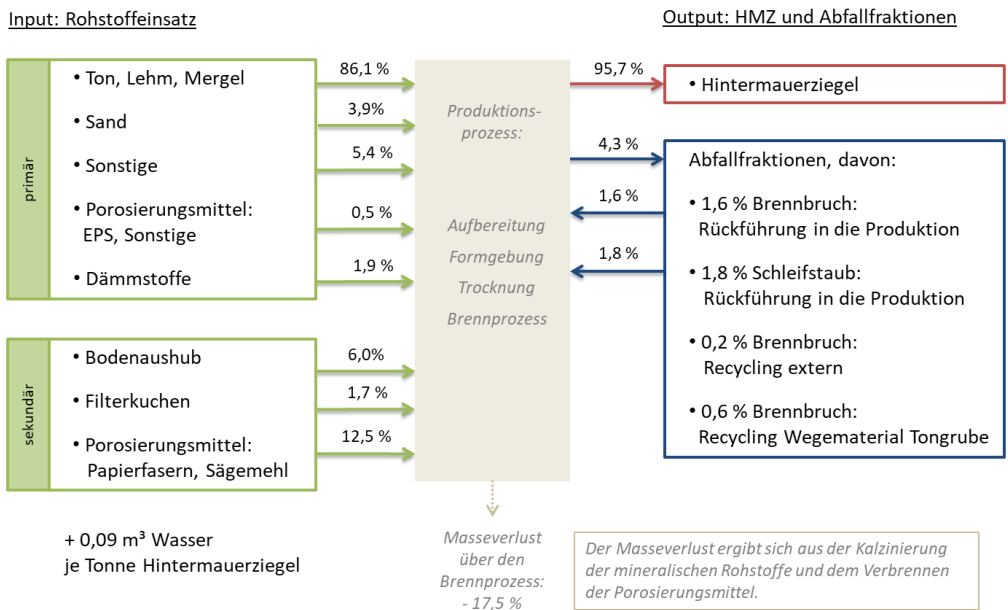 Input: Rohstoffeinsatz
Output: HMZ und Abfallfraktionen
primär
• Ton, Lehm, Mergel
86,1 %
• Sand
3,9%
• Sonstige
5,4 %
• Porosierungsmittel:
EPS, Sonstige
0,5 %
• Dämmstoffe
1,9 %
sekundär
• Bodenaushub
6,0%
• Filterkuchen
1,7 %
• Porosierungsmittel:
Papierfasern, Sägemehl
12,5 %
+ 0,09 m³ Wasser
je Tonne Hintermauerziegel
Produktions-
prozess:
Aufbereitung
Formgebung
Trocknung
Brennprozess
Masseverlust
über den
Brennprozess:
- 17,5 %
95,7 %
• Hintermauerziegel
4,3 %
1,6 %
1,8 %
Abfallfraktionen, davon:
• 1,6 % Brennbruch:
Rückführung in die Produktion
• 1,8 % Schleifstaub:
Rückführung in die Produktion
• 0,2 % Brennbruch:
Recycling extern
• 0,6 % Brennbruch:
Recycling Wegematerial Tongrube
Der Masseverlust ergibt sich aus der Kalzinierung
der mineralischen Rohstoffe und dem Verbrennen
der Porosierungsmittel.